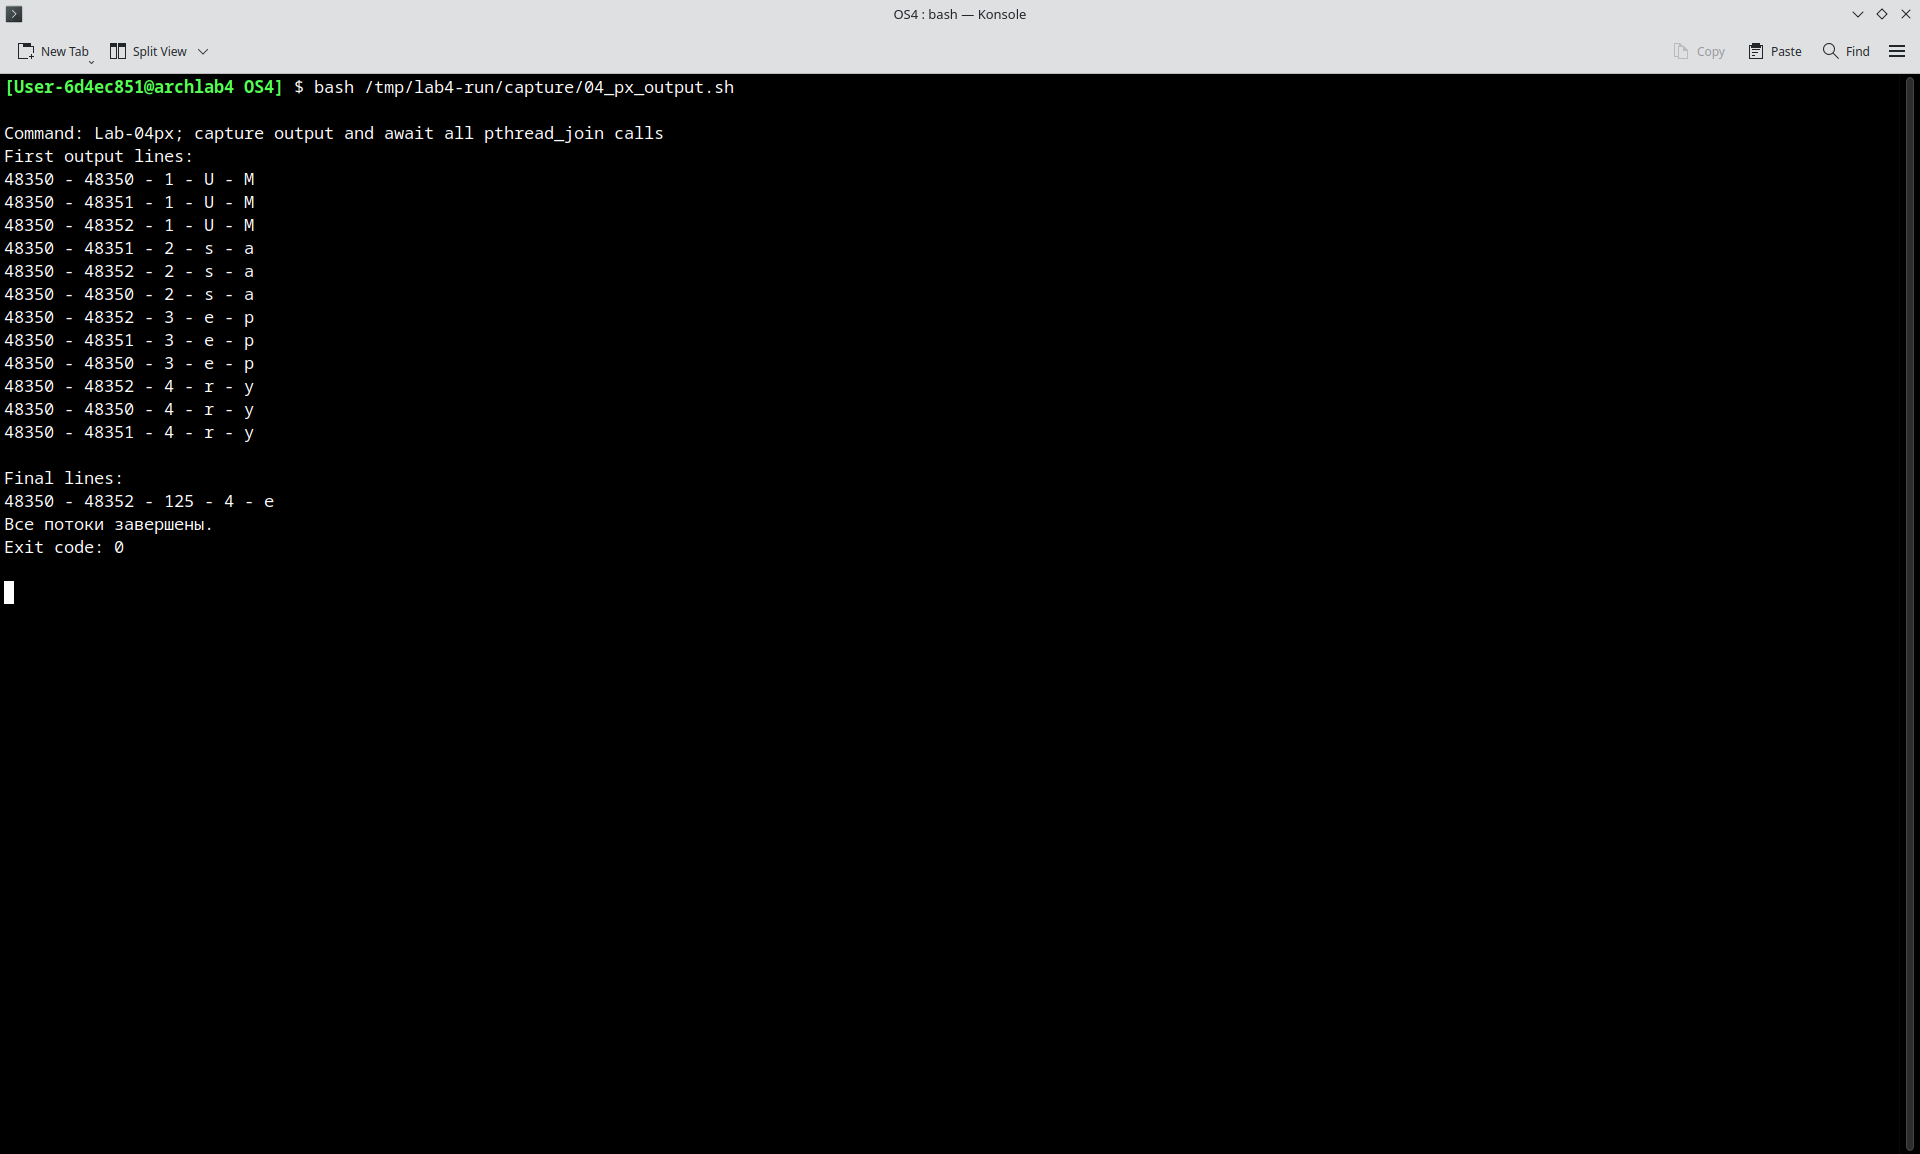 OS4 : bash — Konsole
New Tab Split View Copy Paste Find
[User-6d4ec851@archlab4 OS4] $ bash /tmp/lab4-run/capture/04_px_output.sh
Command: Lab-04px; capture output and await all pthread_join calls
First output lines:
48350 - 48350 - 1 - U - M
48350 - 48351 - 1 - U - M
48350 - 48352 - 1 - U - M
48350 - 48351 - 2 - s - a
48350 - 48352 - 2 - s - a
48350 - 48350 - 2 - s - a
48350 - 48352 - 3 - e - p
48350 - 48351 - 3 - e - p
48350 - 48350 - 3 - e - p
48350 - 48352 - 4 - r - y
48350 - 48350 - 4 - r - y
48350 - 48351 - 4 - r - y
Final lines:
48350 - 48352 - 125 - 4 - e
Все потоки завершены.
Exit code: 0